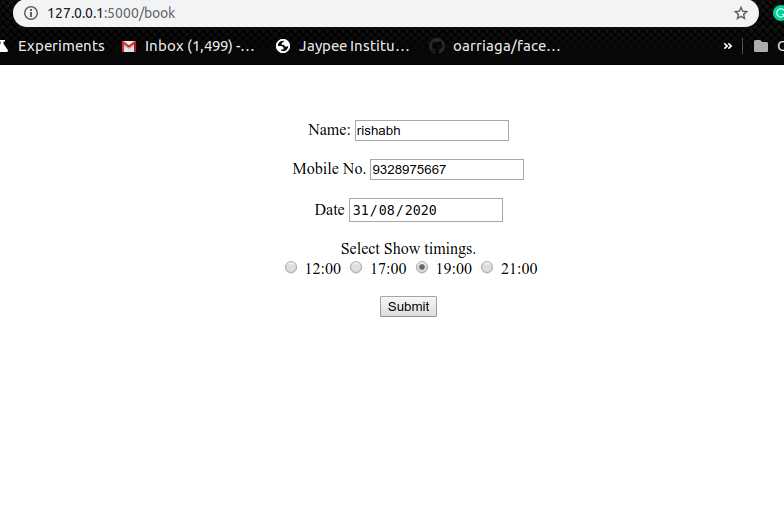 127.0.0.1:5000/book
Experiments Inbox (1,499) -... Jaypee Institu... oarriaga/face... »
Name: rishabh
Mobile No. 9328975667
Date 31/08/2020
Select Show timings.
12:00 17:00 19:00 21:00
Submit